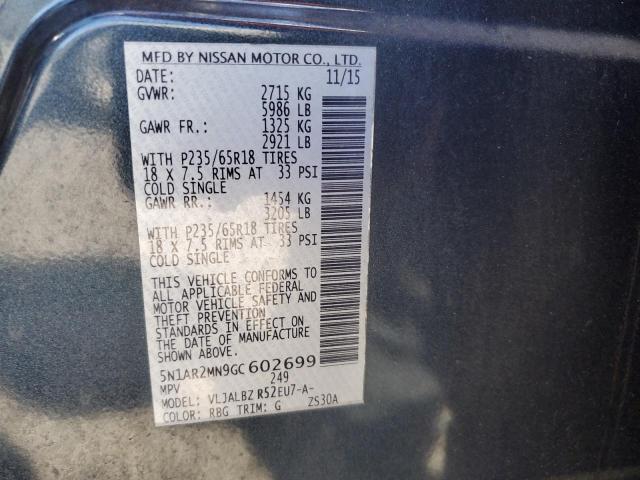 MFD BY NISSAN MOTOR CO., LTD.
DATE: 11/15
GVWR: 2715 KG
5986 LB
GAWR FR.: 1325 KG
2921 LB
WITH P235/65R18 TIRES
18 X 7.5 RIMS AT 33 PSI
COLD SINGLE
GAWR RR.: 1454 KG
3205 LB
WITH P235/65R18 TIRES
18 X 7.5 RIMS AT 33 PSI
COLD SINGLE
THIS VEHICLE CONFORMS TO
ALL APPLICABLE FEDERAL
MOTOR VEHICLE SAFETY AND
THEFT PREVENTION
STANDARDS IN EFFECT ON
THE DATE OF MANUFACTURE
SHOWN ABOVE.
5N1AR2MN9GC602699
MPV 249
MODEL: VLJALBZ R52EU7-A-
COLOR: RBG TRIM: G ZS30A